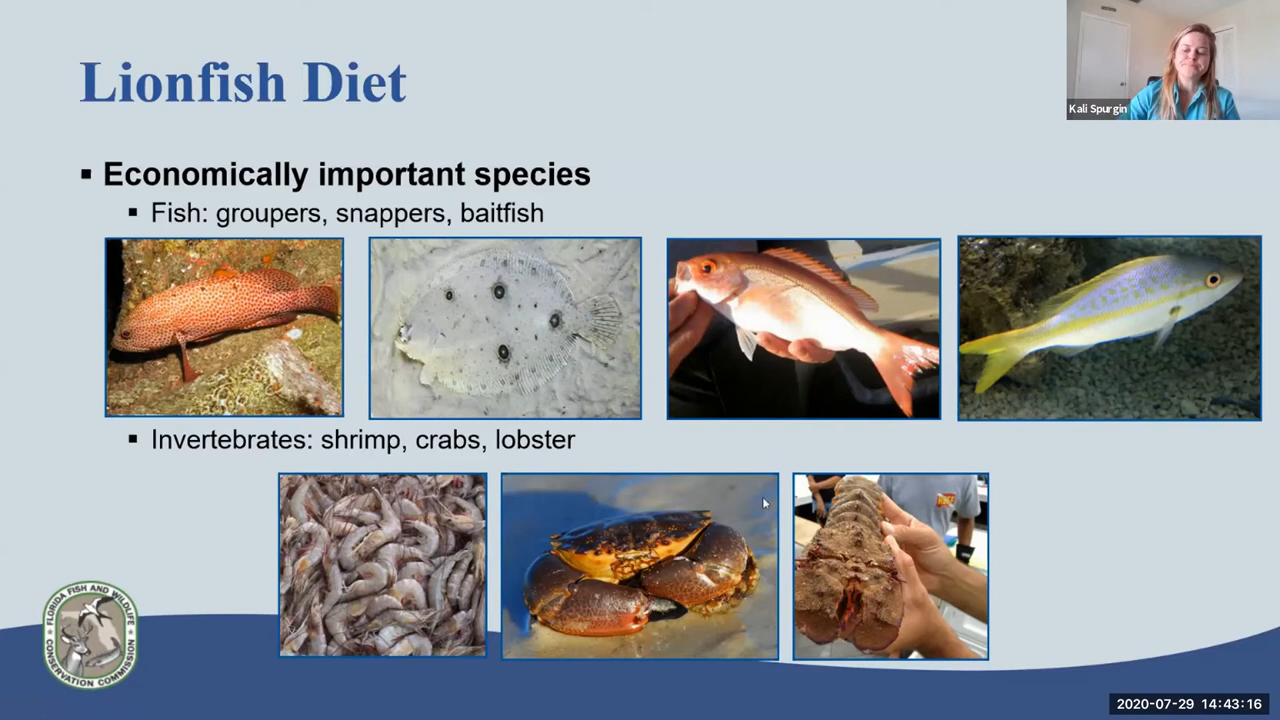 Lionfish Diet
Kali Spurgin
▪ Economically important species
▪ Fish: groupers, snappers, baitfish
▪ Invertebrates: shrimp, crabs, lobster
FLORIDA FISH AND WILDLIFE
CONSERVATION COMMISSION
2020-07-29 14:43:16